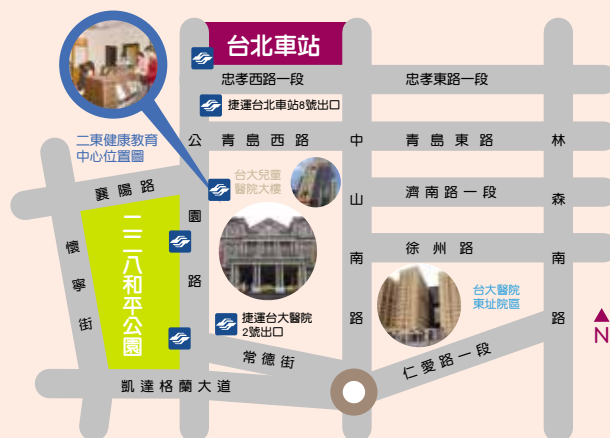 台北車站
忠孝西路一段
忠孝東路一段
捷運台北車站8號出口
二東健康教育
中心位置圖
公園路
青島西路
中山南路
青島東路
林森南路
台大兒童
醫院大樓
襄陽路
濟南路一段
二二八和平公園
懷寧街
徐州路
台大醫院
東址院區
捷運台大醫院
2號出口
常德街
仁愛路一段
凱達格蘭大道
N